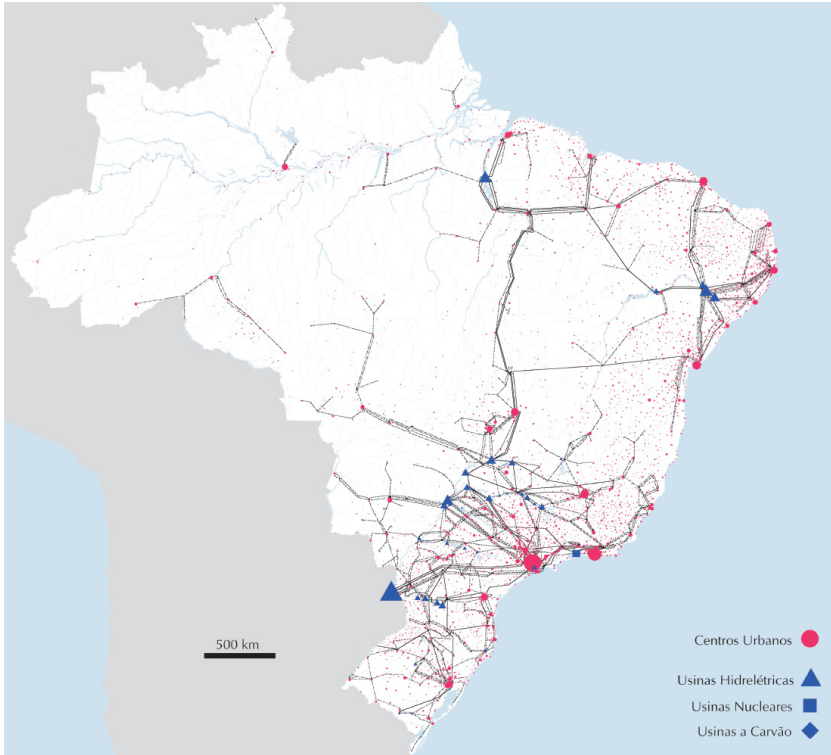 500 km
Centros Urbanos
Usinas Hidrelétricas
Usinas Nucleares
Usinas a Carvão